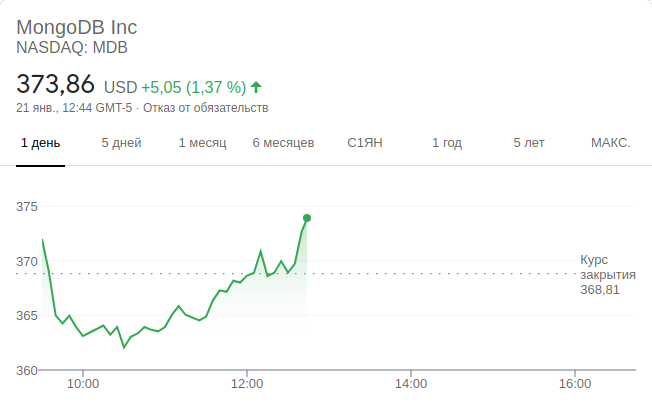 MongoDB Inc
NASDAQ: MDB
373,86 USD +5,05 (1,37 %)
21 янв., 12:44 GMT-5 · Отказ от обязательств
1 день 5 дней 1 месяц 6 месяцев С1ЯН 1 год 5 лет МАКС.
375
370
365
360
Курс
закрытия
368,81
10:00 12:00 14:00 16:00